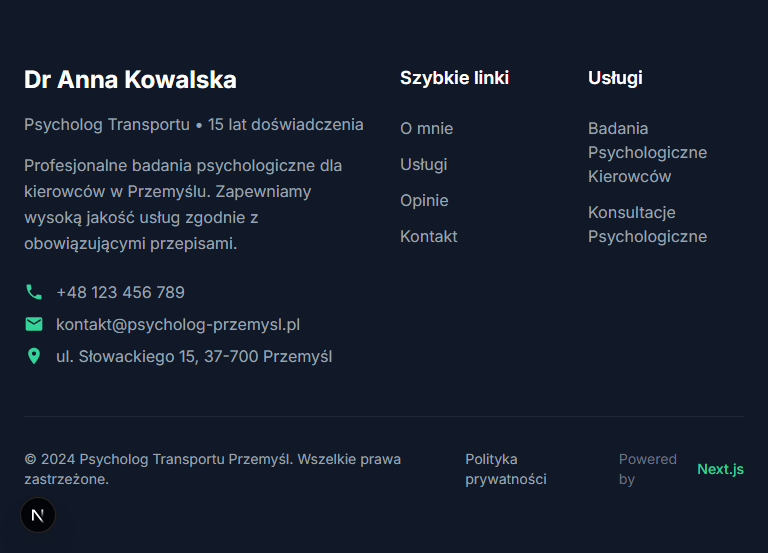 Dr Anna Kowalska
Psycholog Transportu • 15 lat doświadczenia
Profesjonalne badania psychologiczne dla
kierowców w Przemyślu. Zapewniamy
wysoką jakość usług zgodnie z
obowiązującymi przepisami.
+48 123 456 789
kontakt@psycholog-przemysl.pl
ul. Słowackiego 15, 37-700 Przemyśl
Szybkie linki
O mnie
Usługi
Opinie
Kontakt
Usługi
Badania
Psychologiczne
Kierowców
Konsultacje
Psychologiczne
© 2024 Psycholog Transportu Przemyśl. Wszelkie prawa
zastrzeżone.
Polityka
prywatności
Powered
by
Next.js
N